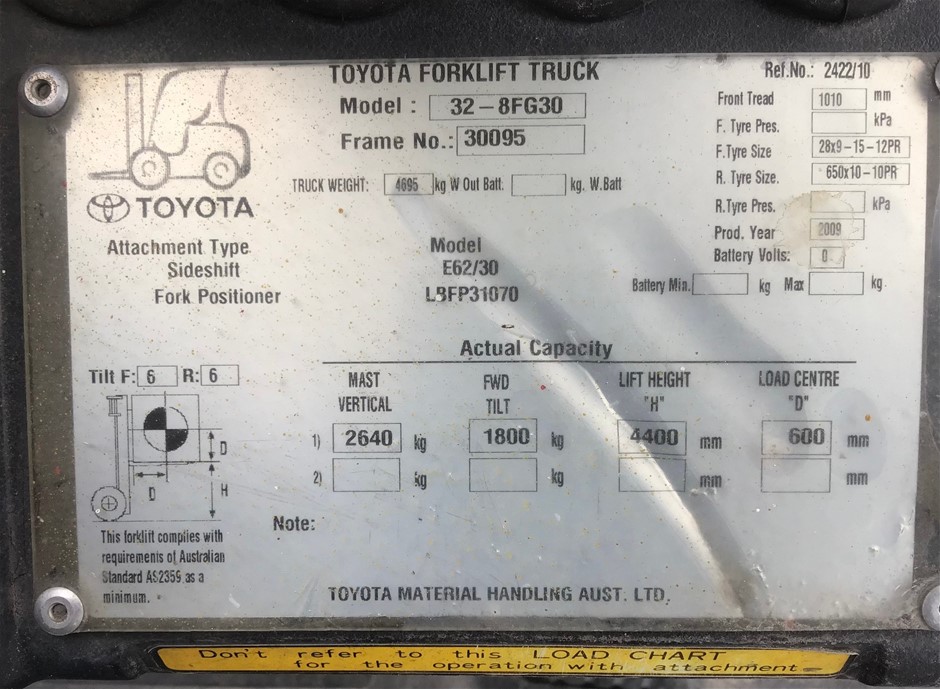 TOYOTA FORKLIFT TRUCK
Ref.No.: 2422/10
Model : 32-8FG30
Frame No.: 30095
TRUCK WEIGHT: 4695 kg W Out Batt. kg. W.Batt
TOYOTA
Front Tread 1010 mm
F. Tyre Pres. kPa
F.Tyre Size 28x9-15-12PR
R. Tyre Size. 650x10-10PR
R.Tyre Pres. kPa
Prod. Year 2009
Battery Volts: 0
Battery Min. kg Max kg.
Attachment Type Model
Sideshift E62/30
Fork Positioner LBFP31070
Actual Capacity
Tilt F: 6 R: 6
MAST VERTICAL FWD TILT LIFT HEIGHT "H" LOAD CENTRE "D"
1) 2640 kg 1800 kg 4400 mm 600 mm
2) kg kg mm mm
D
D
H
Note:
This forklift complies with
requirements of Australian
Standard AS2359 as a
minimum.
TOYOTA MATERIAL HANDLING AUST. LTD.
Don't refer to this LOAD CHART
for the operation with attachment